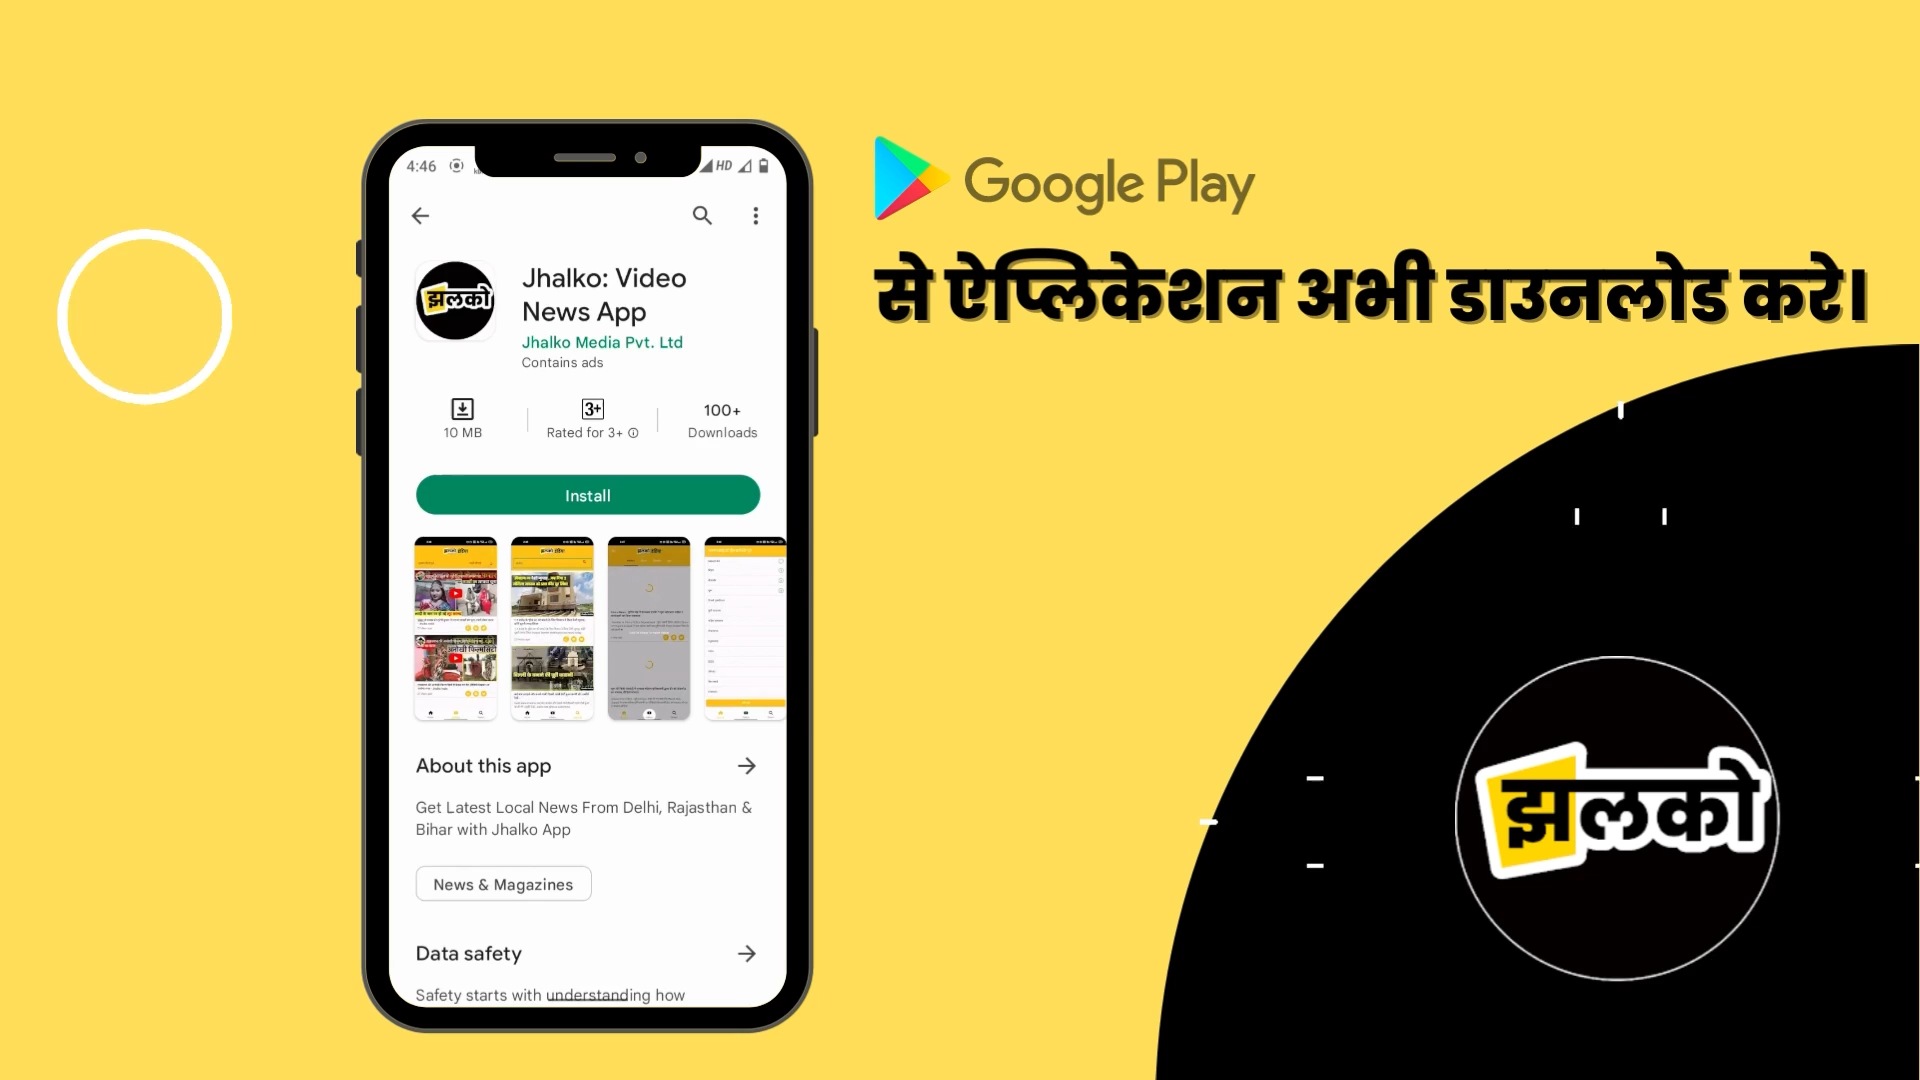 4:46
HD
Jhalko: Video
News App
Jhalko Media Pvt. Ltd
Contains ads
झलको
10 MB
3+
Rated for 3+
100+
Downloads
Install
About this app
Get Latest Local News From Delhi, Rajasthan &
Bihar with Jhalko App
News & Magazines
Data safety
Safety starts with understanding how
Google Play
से ऐप्लिकेशन अभी डाउनलोड करे।
झलको